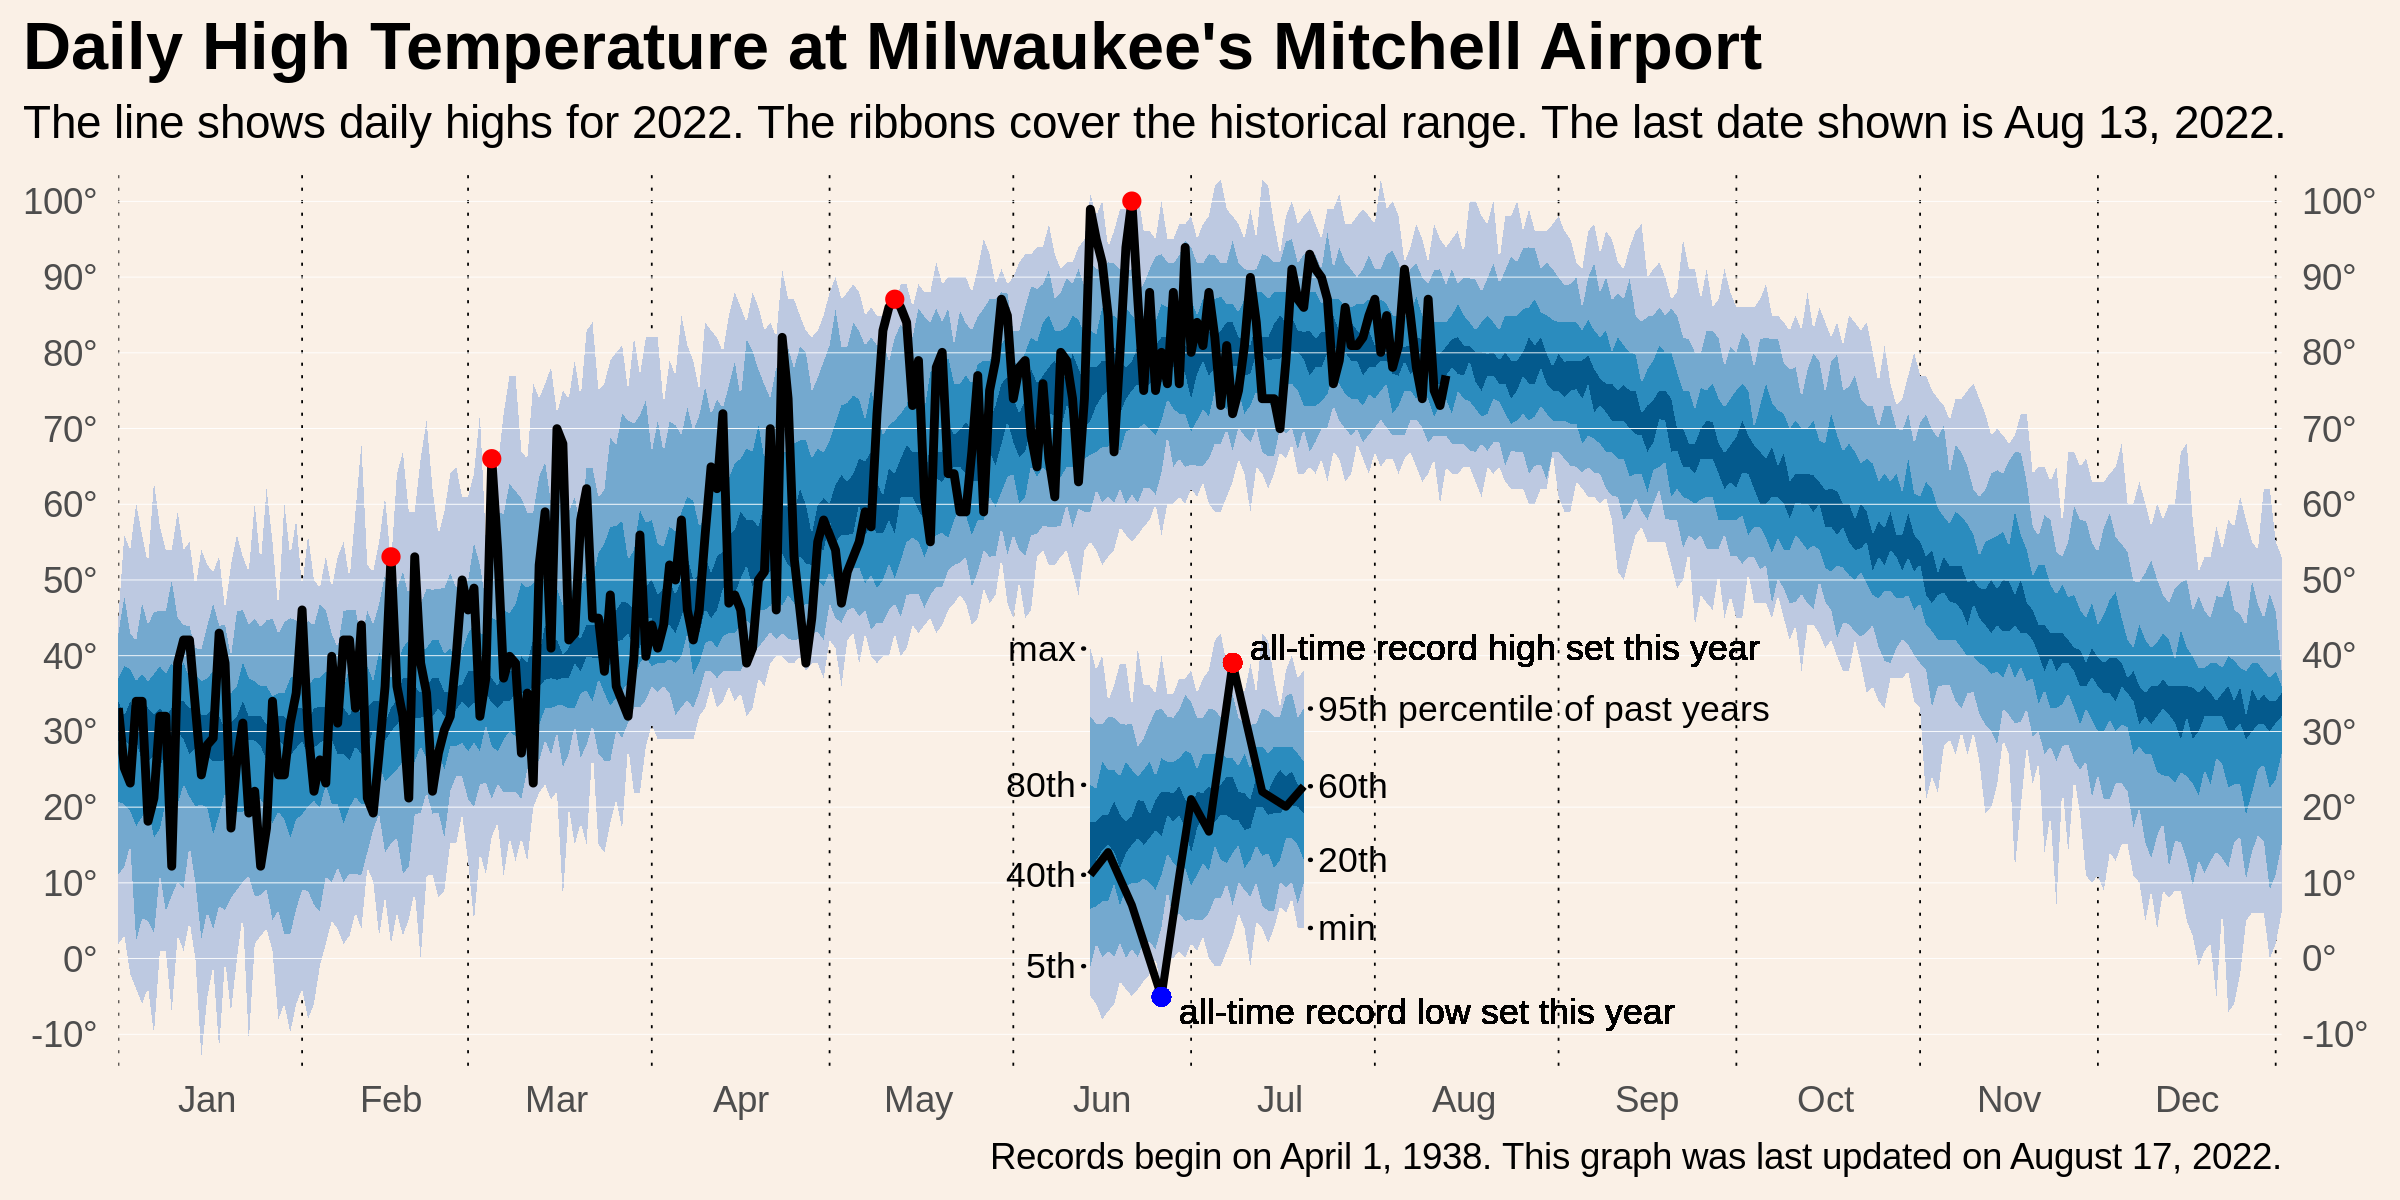 Daily High Temperature at Milwaukee's Mitchell Airport
The line shows daily highs for 2022. The ribbons cover the historical range. The last date shown is Aug 13, 2022.
100° 100°
90° 90°
80° 80°
70° 70°
60° 60°
50° 50°
40° 40°
30° 30°
20° 20°
10° 10°
0° 0°
-10° -10°
max all-time record high set this year
95th percentile of past years
80th 60th
40th 20th
min
5th
all-time record low set this year
Jan Feb Mar Apr May Jun Jul Aug Sep Oct Nov Dec
Records begin on April 1, 1938. This graph was last updated on August 17, 2022.